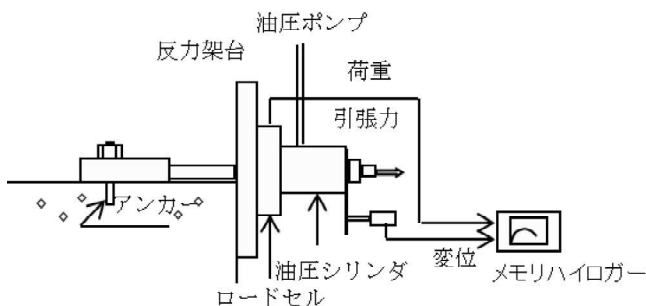 油圧ポンプ
反力架台
荷重
引張力
アンカー
油圧シリンダ
変位
メモリハイロガー
ロードセル